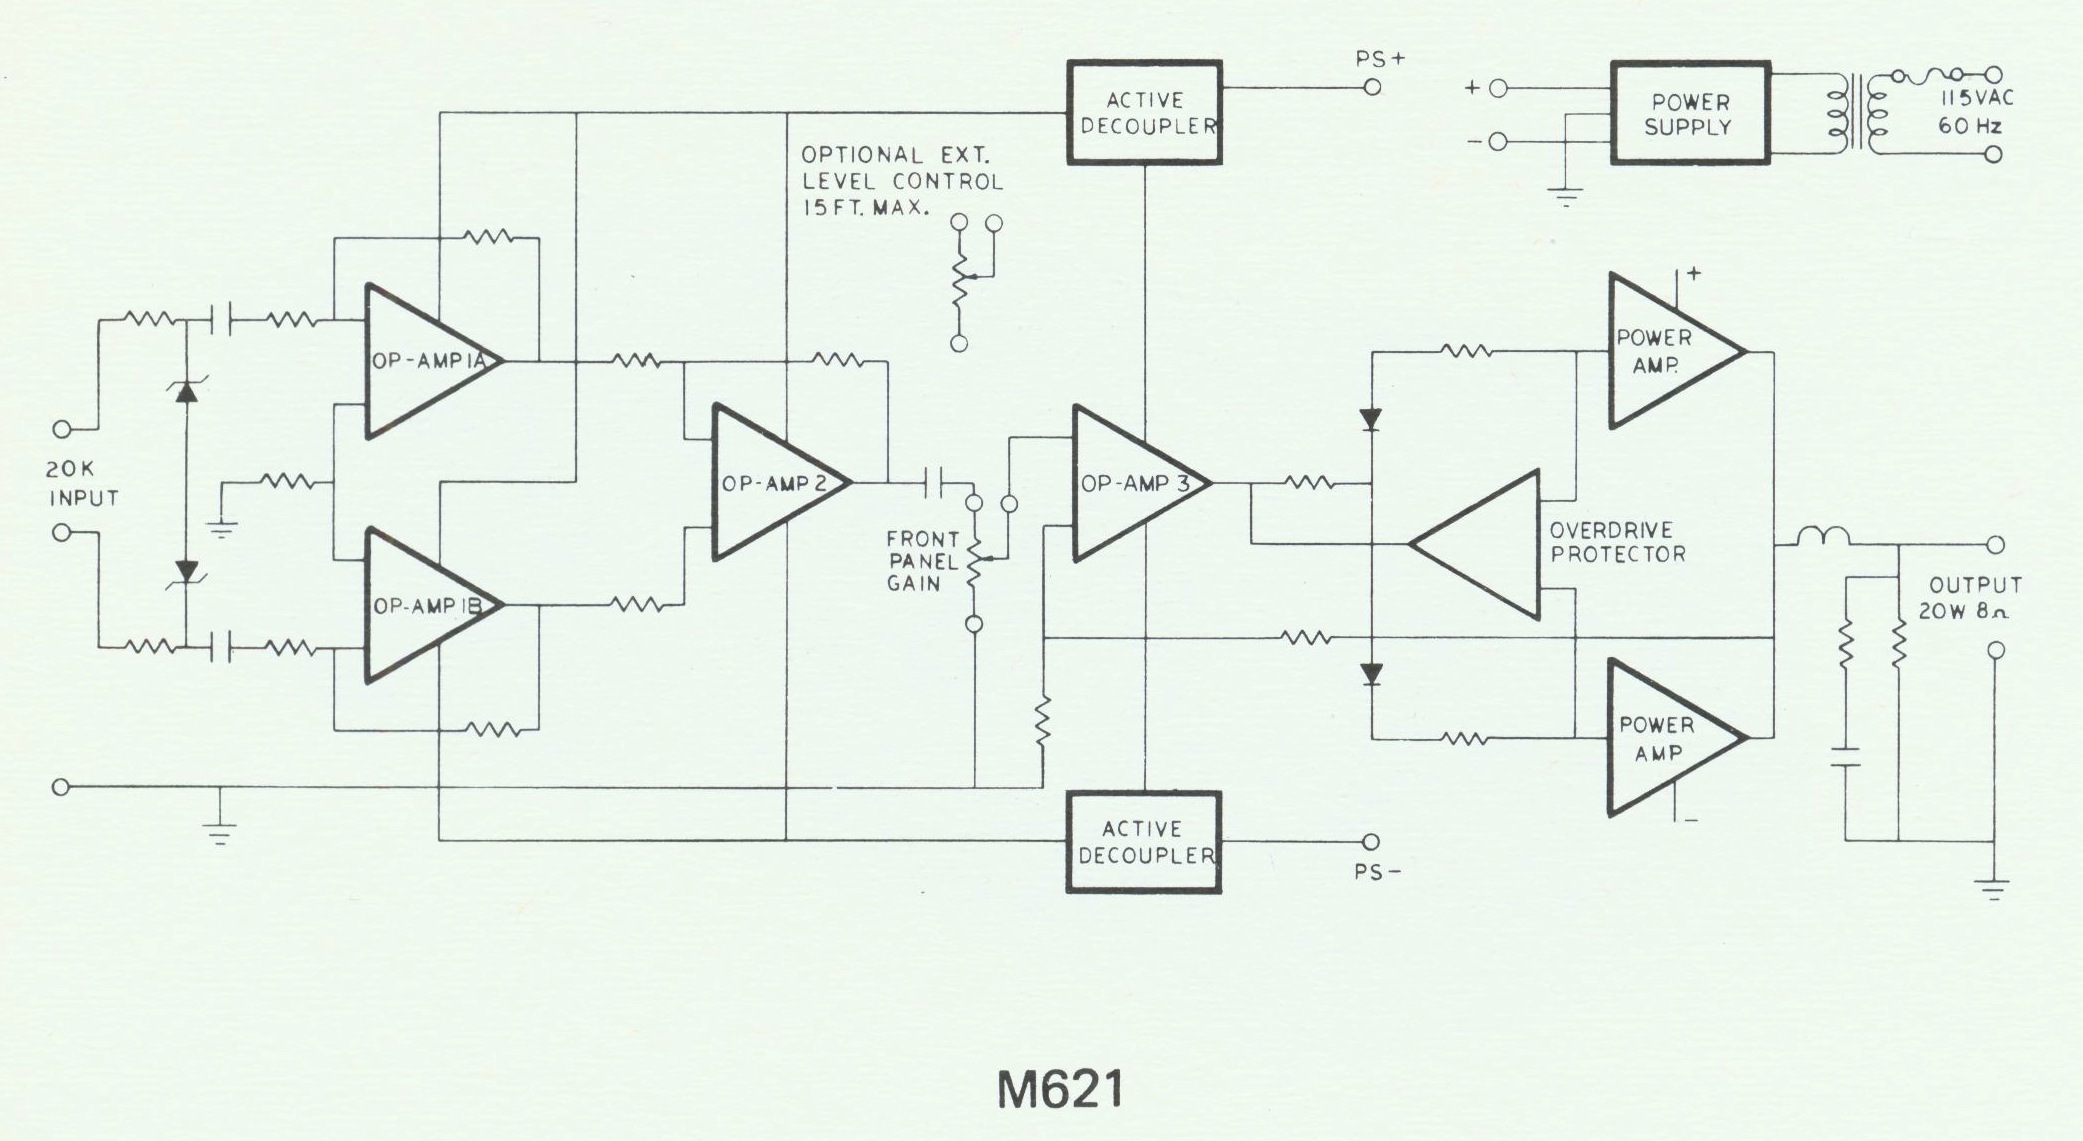 PS+
ACTIVE
DECOUPLER
+
-
POWER
SUPPLY
115VAC
60 Hz
OPTIONAL EXT.
LEVEL CONTROL
15 FT. MAX.
+
POWER
AMP.
OP-AMP 1A
20K
INPUT
OP-AMP 2
OP-AMP 3
FRONT
PANEL
GAIN
OVERDRIVE
PROTECTOR
OUTPUT
20W 8Ω
OP-AMP 1B
POWER
AMP
-
ACTIVE
DECOUPLER
PS-
M621